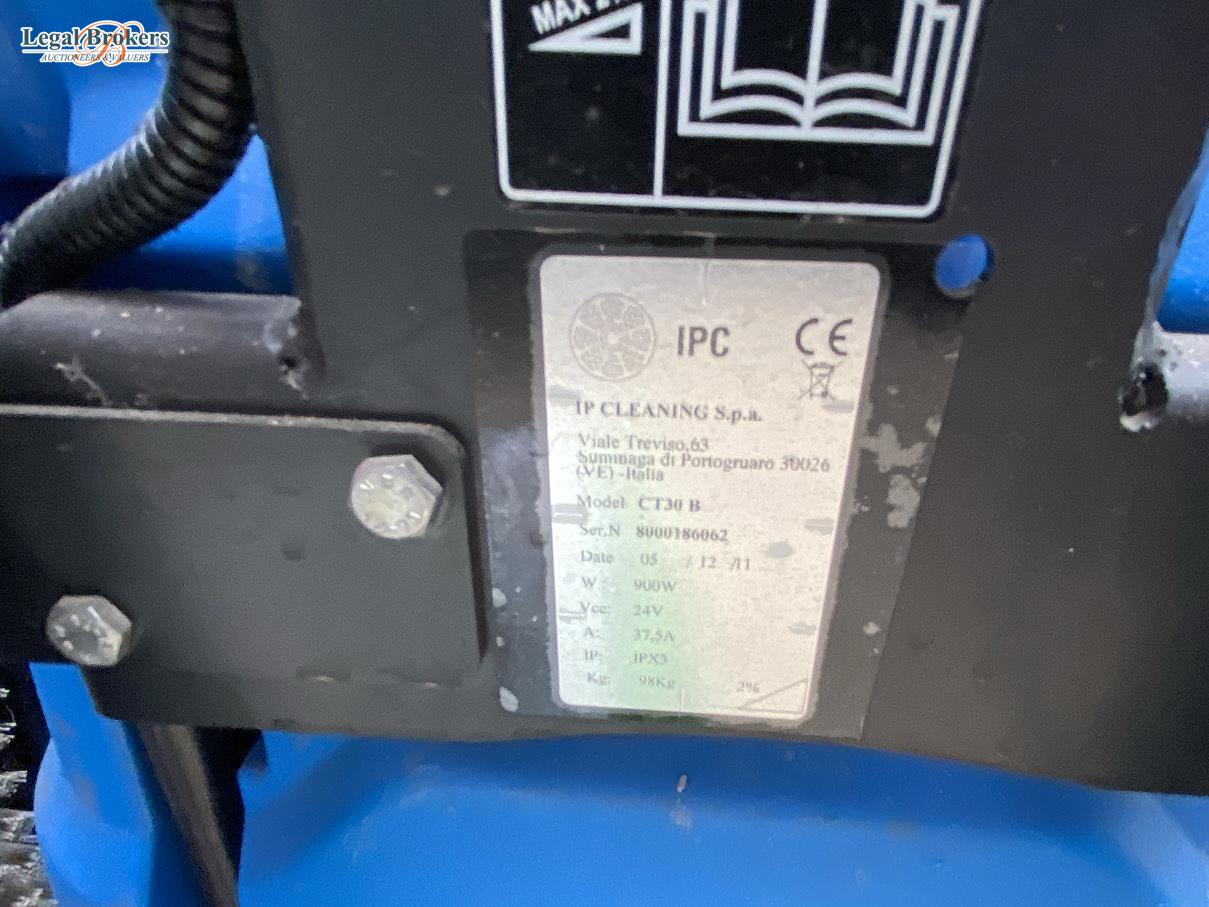 Legal Brokers
AUCTIONEERS & VALUERS
MAX 2%
IPC CE
IP CLEANING S.p.a.
Viale Treviso,63
Summaga di Portogruaro 30026
(VE) -Italia
Model CT30 B
Ser.N 8000186062
Date 05 / 12 /11
W 900W
Vcc: 24V
A: 37,5A
IP: IPX3
Kg: 98Kg 2%